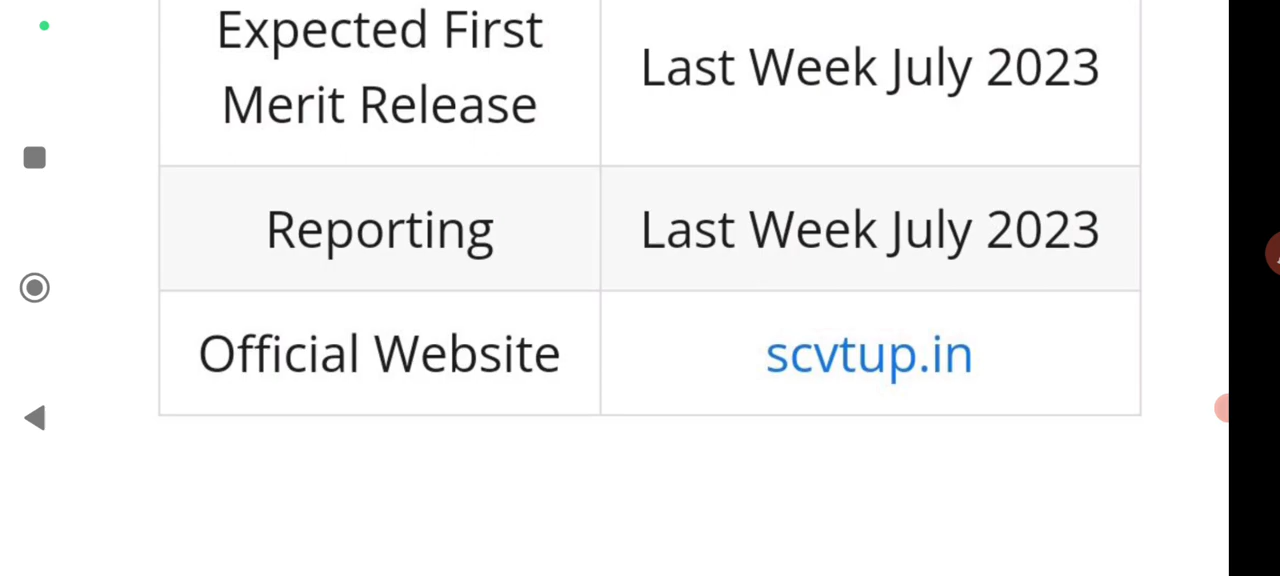 Expected First
Merit Release
Last Week July 2023
Reporting
Last Week July 2023
Official Website
scvtup.in